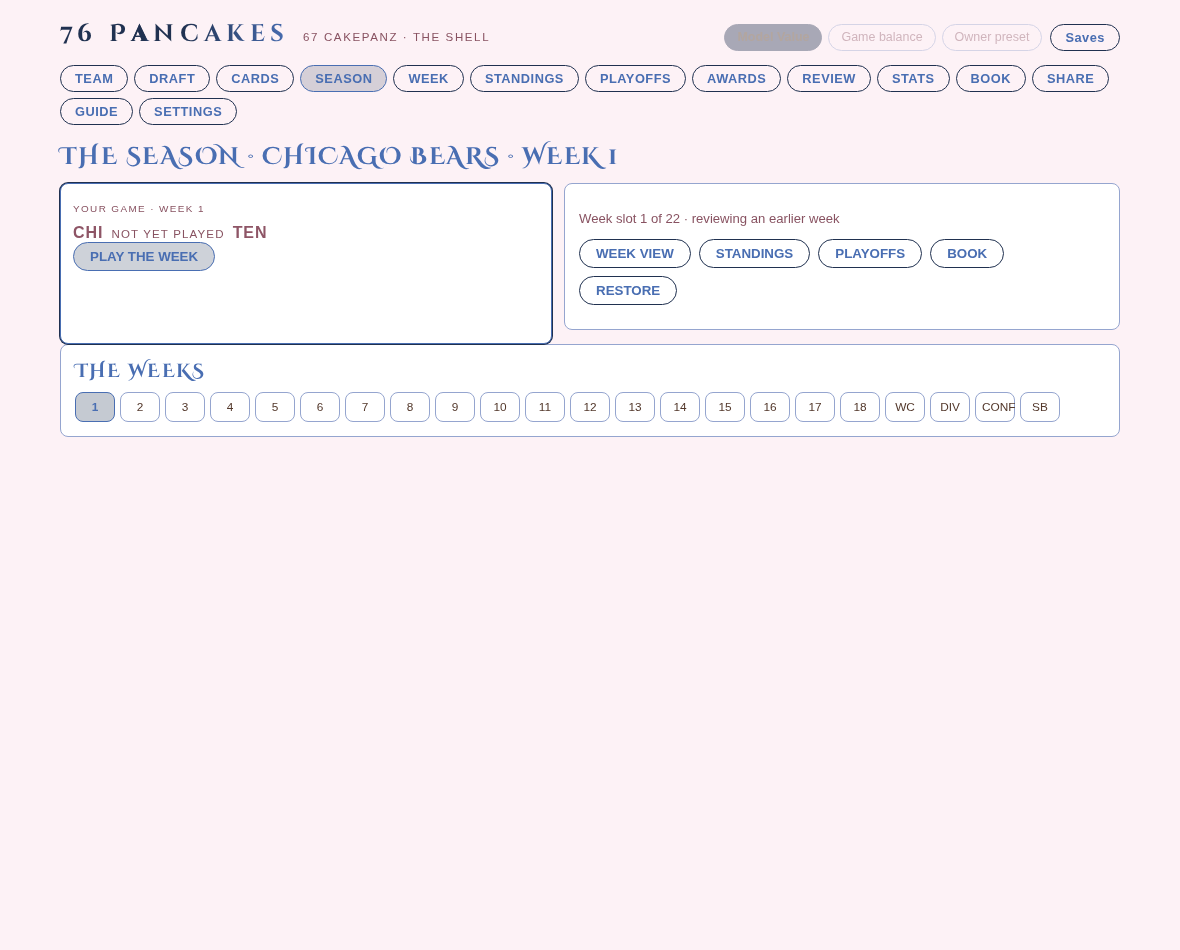 76 PANCAKES 67 CAKEPANZ · THE SHELL Game balance Owner preset Saves
TEAM DRAFT CARDS SEASON WEEK STANDINGS PLAYOFFS AWARDS REVIEW STATS BOOK SHARE
GUIDE SETTINGS
THE SEASON · CHICAGO BEARS · WEEK 1
YOUR GAME · WEEK 1
CHI NOT YET PLAYED TEN
PLAY THE WEEK
Week slot 1 of 22 · reviewing an earlier week
WEEK VIEW STANDINGS PLAYOFFS BOOK
RESTORE
THE WEEKS
1 2 3 4 5 6 7 8 9 10 11 12 13 14 15 16 17 18 WC DIV CONF SB